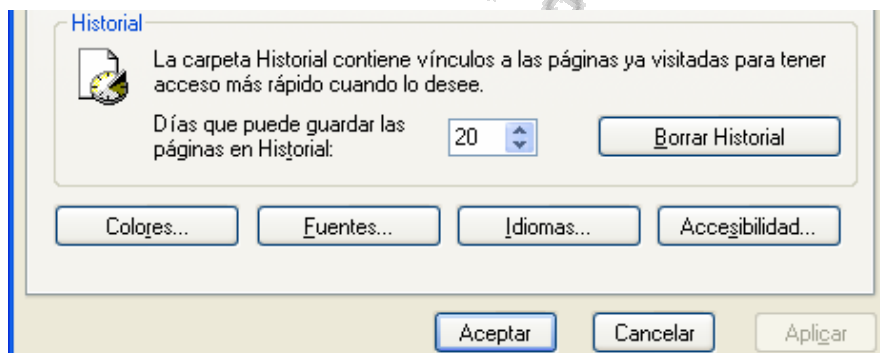 Historial
La carpeta Historial contiene vínculos a las páginas ya visitadas para tener
acceso más rápido cuando lo desee.
Días que puede guardar las
páginas en Historial:
20
Borrar Historial
Colores...
Fuentes...
Idiomas...
Accesibilidad...
Aceptar
Cancelar
Aplicar